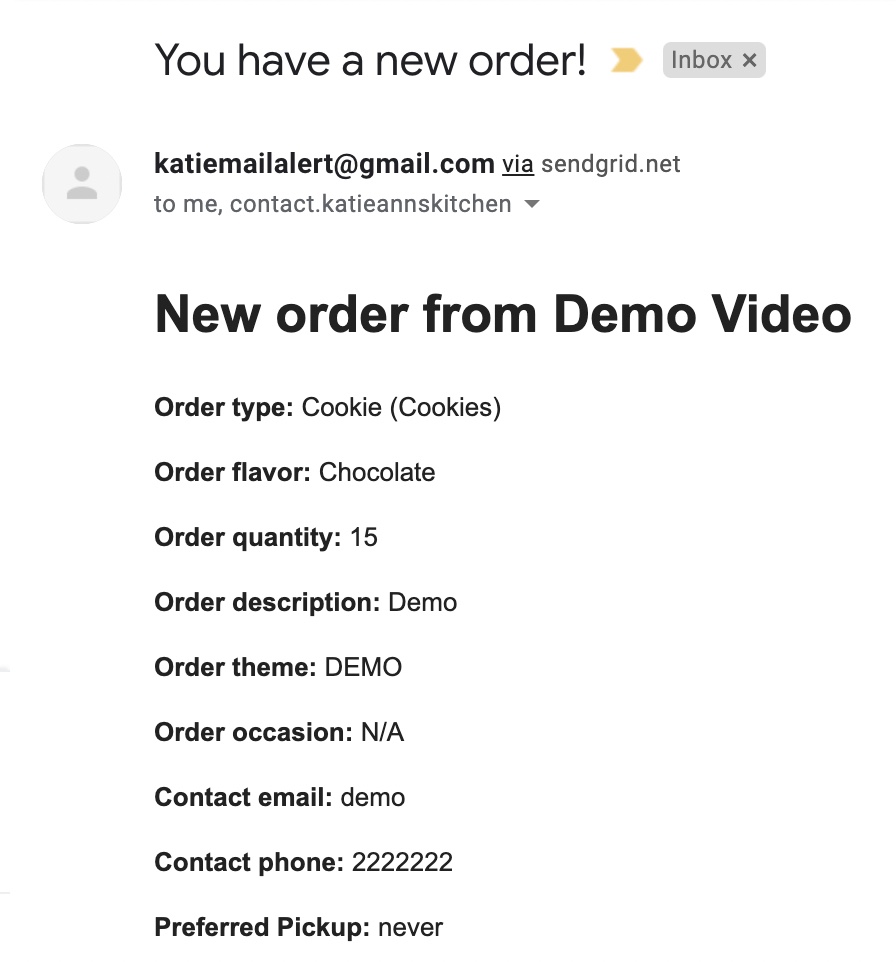 You have a new order!
Inbox ×
katiemailalert@gmail.com via sendgrid.net
to me, contact.katieannskitchen
New order from Demo Video
Order type: Cookie (Cookies)
Order flavor: Chocolate
Order quantity: 15
Order description: Demo
Order theme: DEMO
Order occasion: N/A
Contact email: demo
Contact phone: 2222222
Preferred Pickup: never